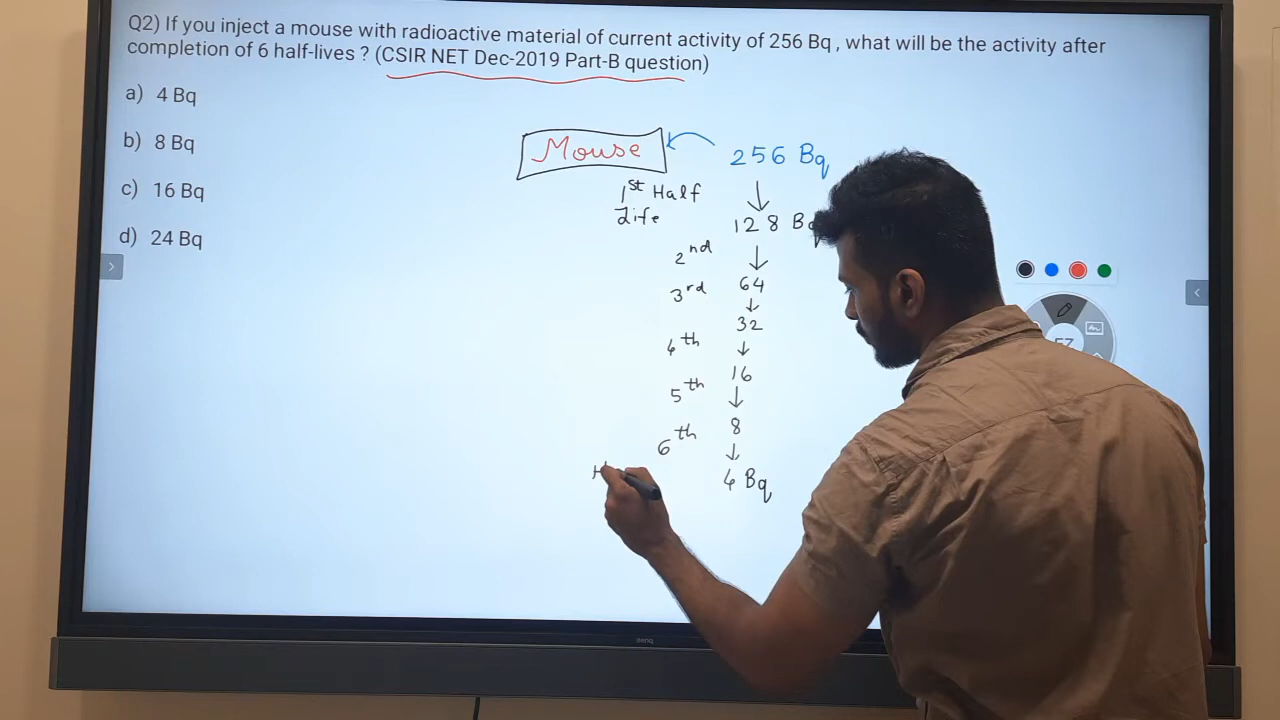 Q2) If you inject a mouse with radioactive material of current activity of 256 Bq , what will be the activity after
completion of 6 half-lives ? (CSIR NET Dec-2019 Part-B question)
a) 4 Bq
b) 8 Bq
c) 16 Bq
d) 24 Bq
Mouse
256 Bq
1st Half
Life
128 Bq
2nd
64
3rd
32
4th
16
5th
8
6th
4 Bq
BenQ